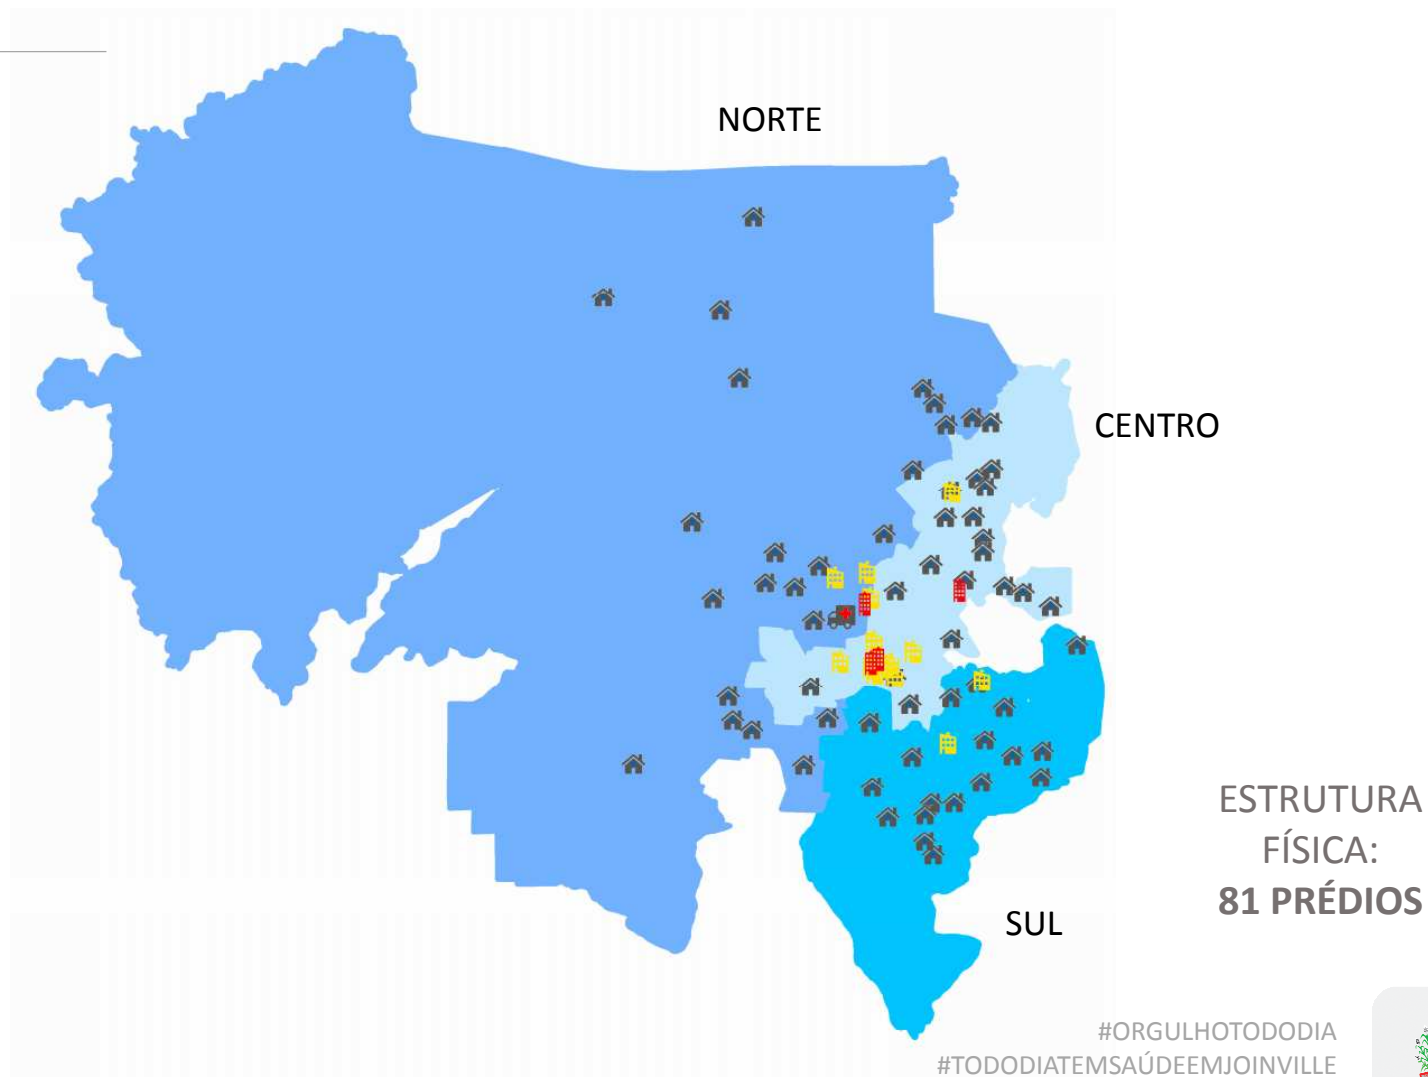 NORTE
CENTRO
ESTRUTURA
FÍSICA:
81 PRÉDIOS
SUL
#ORGULHOTODODIA
#TODODIATEMSAÚDEEMJOINVILLE